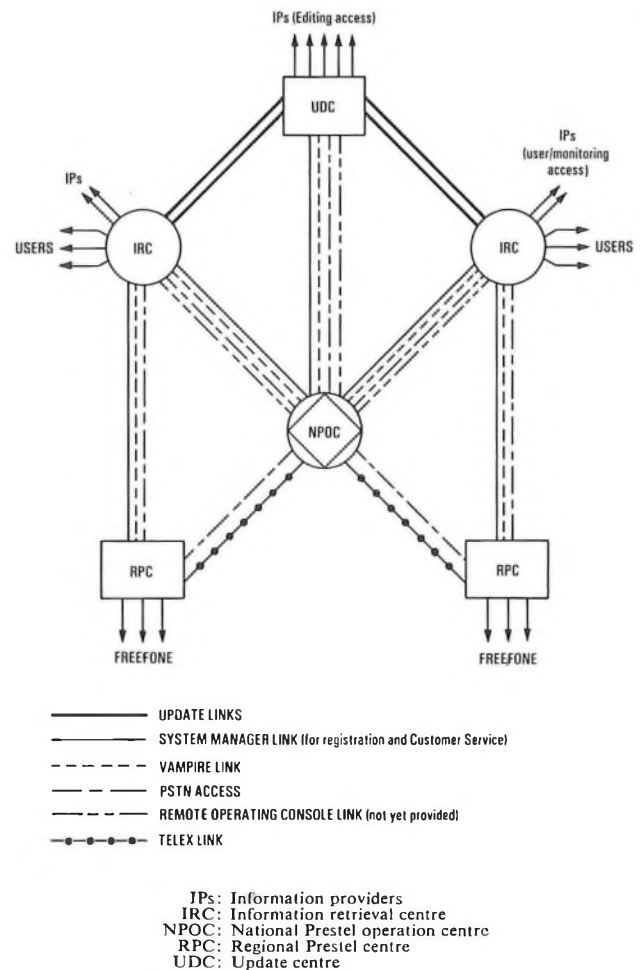 IPs (Editing access)
UDC
IPs
(user/monitoring
access)
IPs
USERS
IRC
IRC
USERS
NPOC
RPC
RPC
FREEFONE
FREEFONE
UPDATE LINKS
SYSTEM MANAGER LINK (for registration and Customer Service)
VAMPIRE LINK
PSTN ACCESS
REMOTE OPERATING CONSOLE LINK (not yet provided)
TELEX LINK
IPs: Information providers
IRC: Information retrieval centre
NPOC: National Prestel operation centre
RPC: Regional Prestel centre
UDC: Update centre